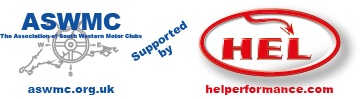 ASWMC
The Association of South Western Motor Clubs
N
W E
S
aswmc.org.uk
Supported
by
HEL
helperformance.com